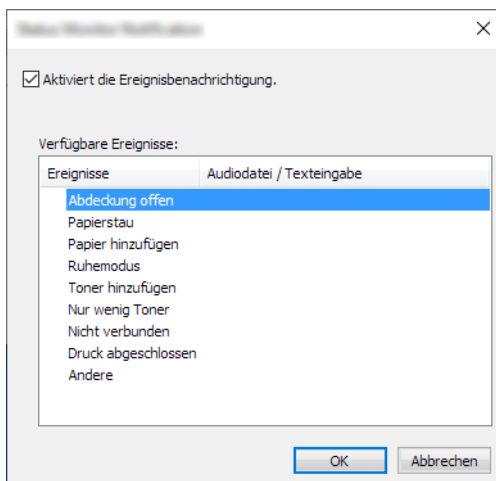 Aktiviert die Ereignisbenachrichtigung.
Verfügbare Ereignisse:
Ereignisse Audiodatei / Texteingabe
Abdeckung offen
Papierstau
Papier hinzufügen
Ruhemodus
Toner hinzufügen
Nur wenig Toner
Nicht verbunden
Druck abgeschlossen
Andere
OK Abbrechen